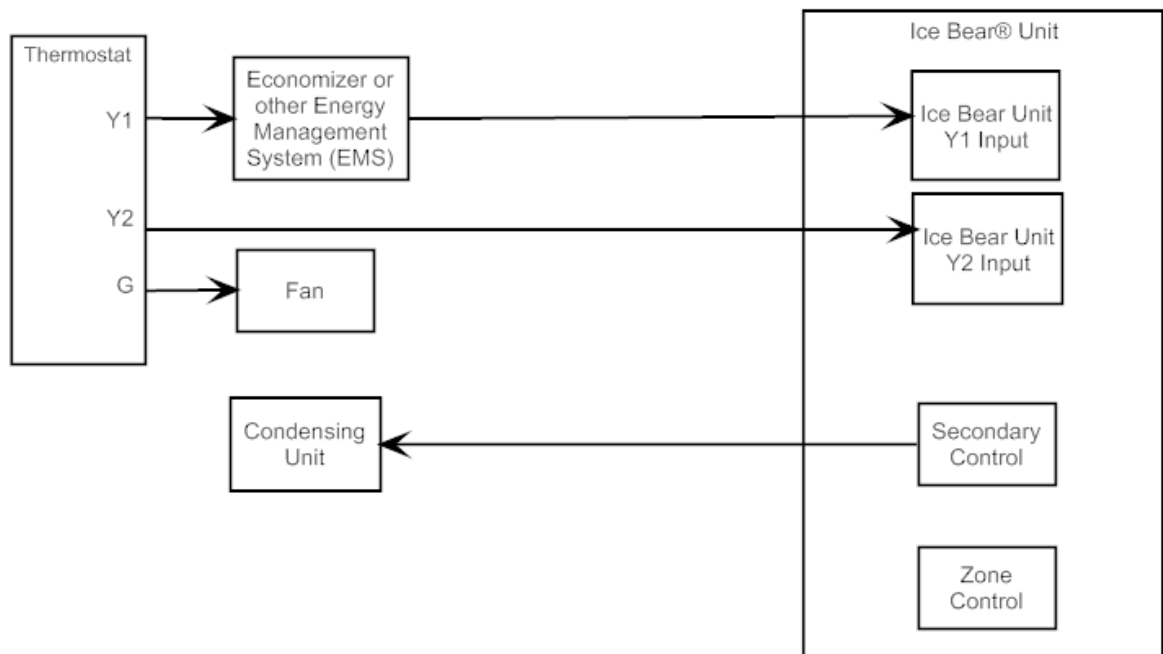 Ice Bear® Unit
Thermostat
Economizer or
other Energy
Management
System (EMS)
Y1
Ice Bear Unit
Y1 Input
Y2
Ice Bear Unit
Y2 Input
G
Fan
Condensing
Unit
Secondary
Control
Zone
Control